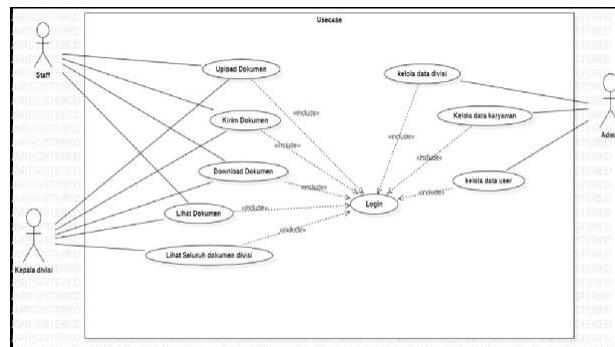 Usecase
Staff
Upload Dokumen
kelola data divisi
«include»
«include»
Kirim Dokumen
Kelola data karyawan
«include»
«include»
Download Dokumen
kelola data user
«include»
«include»
Lihat Dokumen
«include»
Login
Kepala divisi
«include»
Lihat Seluruh dokumen divisi